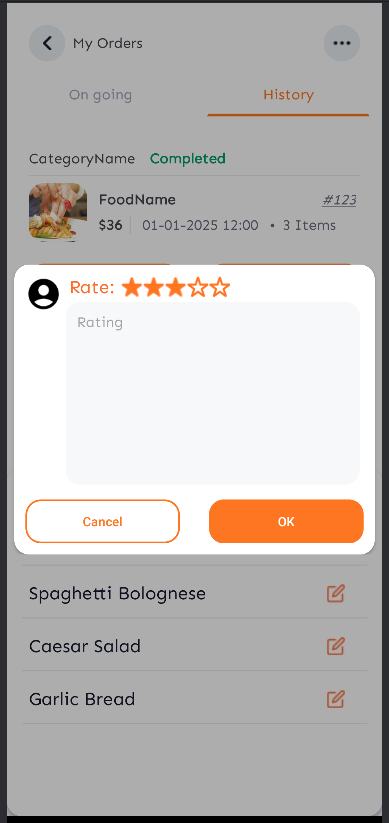 My Orders
On going
History
CategoryName Completed
FoodName #123
$36 01-01-2025 12:00 • 3 Items
Rate:
Rating
Cancel
OK
Spaghetti Bolognese
Caesar Salad
Garlic Bread